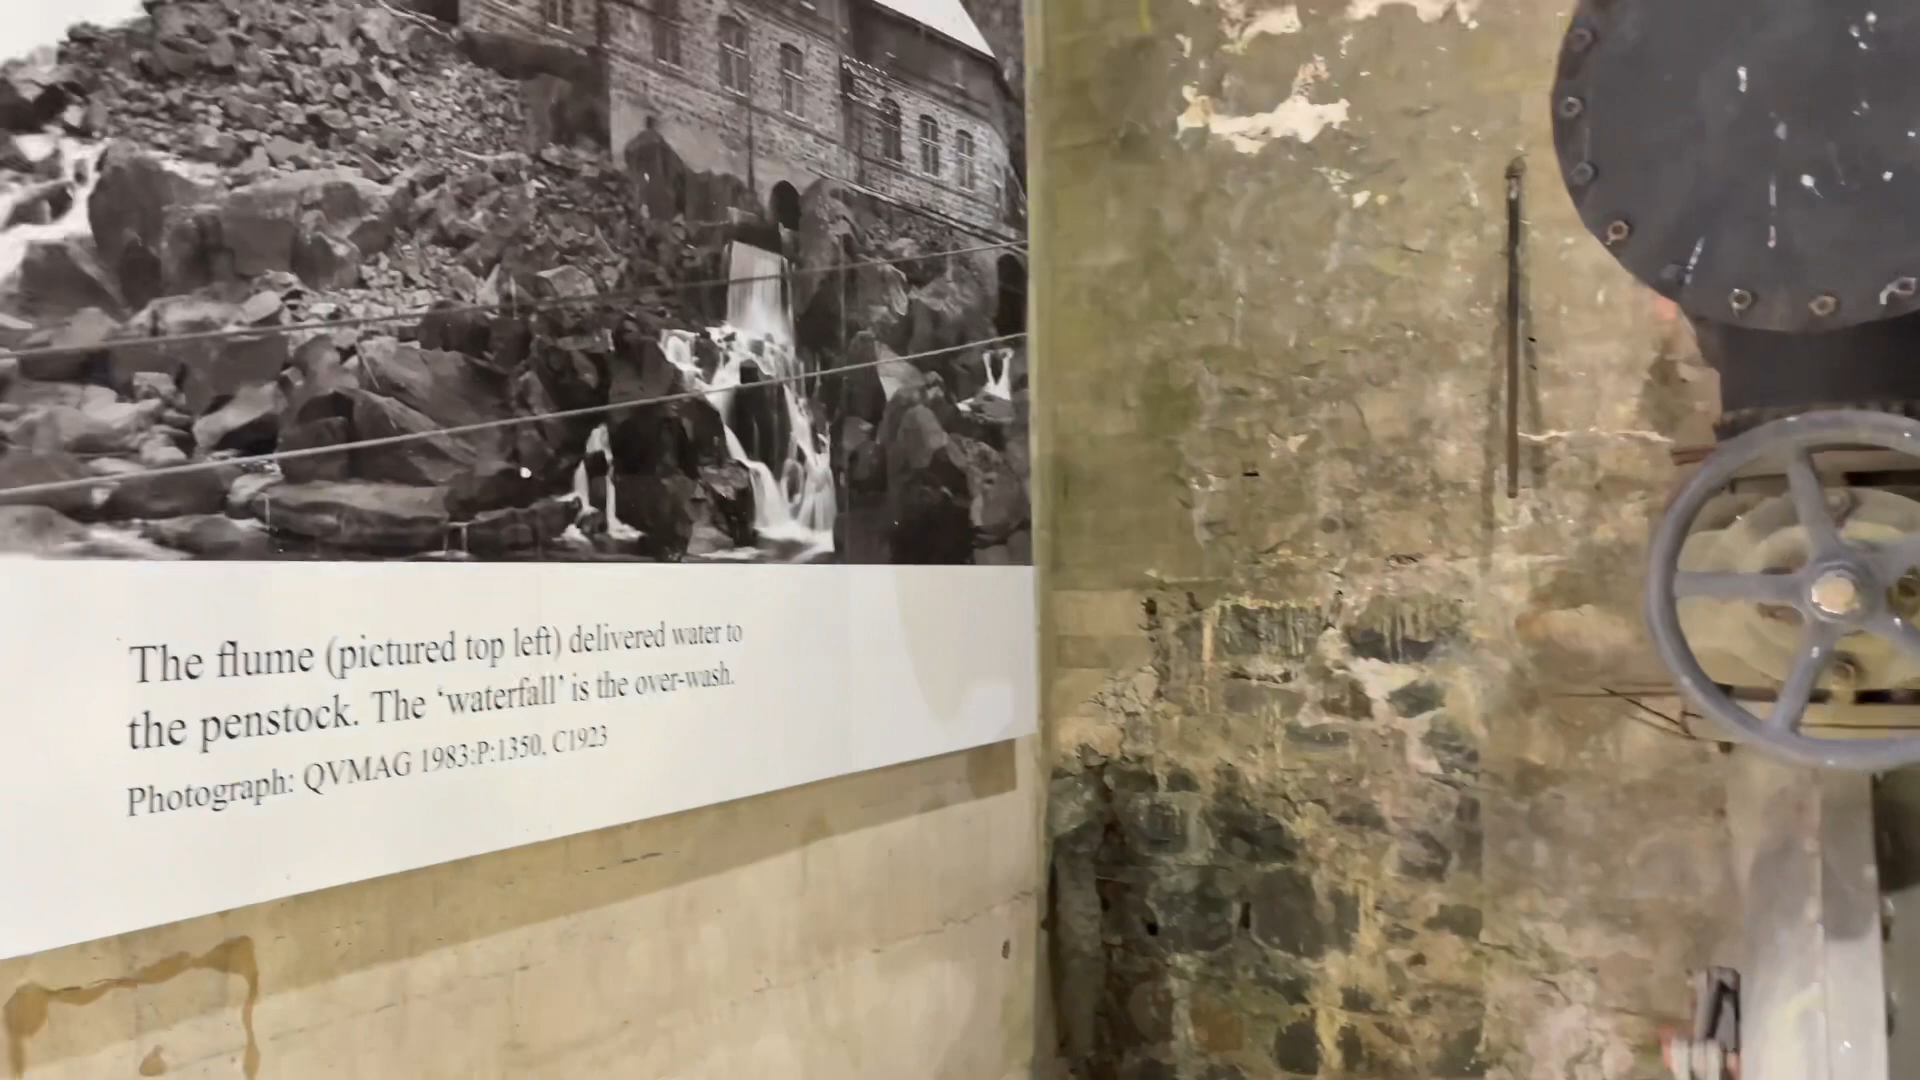 The flume (pictured top left) delivered water to
the penstock. The ‘waterfall’ is the over-wash.
Photograph: QVMAG 1983:P:1350, C1923